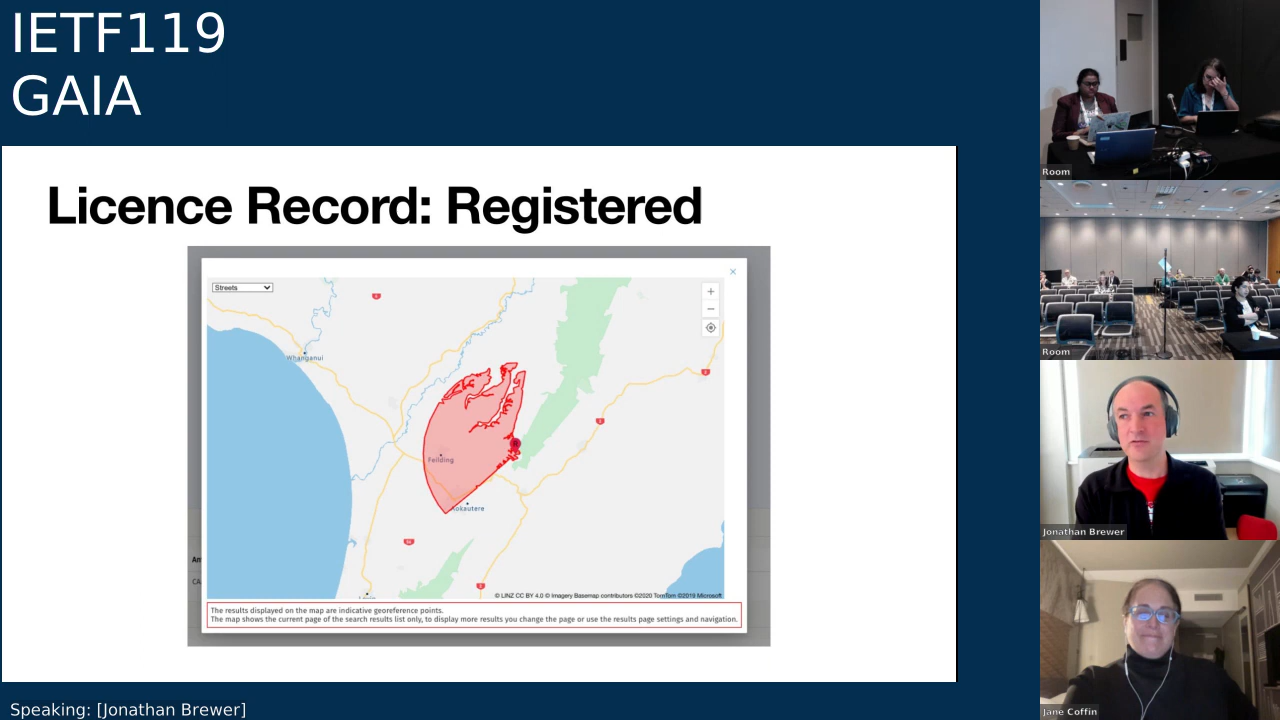 IETF119
GAIA
Licence Record: Registered
Streets
Whanganui
Feilding
okautere
© LINZ CC BY 4.0 © Imagery Basemap contributors ©2020 TomTom ©2019 Microsoft
The results displayed on the map are indicative georeference points.
The map shows the current page of the search results list only, to display more results you change the page or use the results page settings and navigation.
Speaking: [Jonathan Brewer]
Room
Room
Jonathan Brewer
Jane Coffin